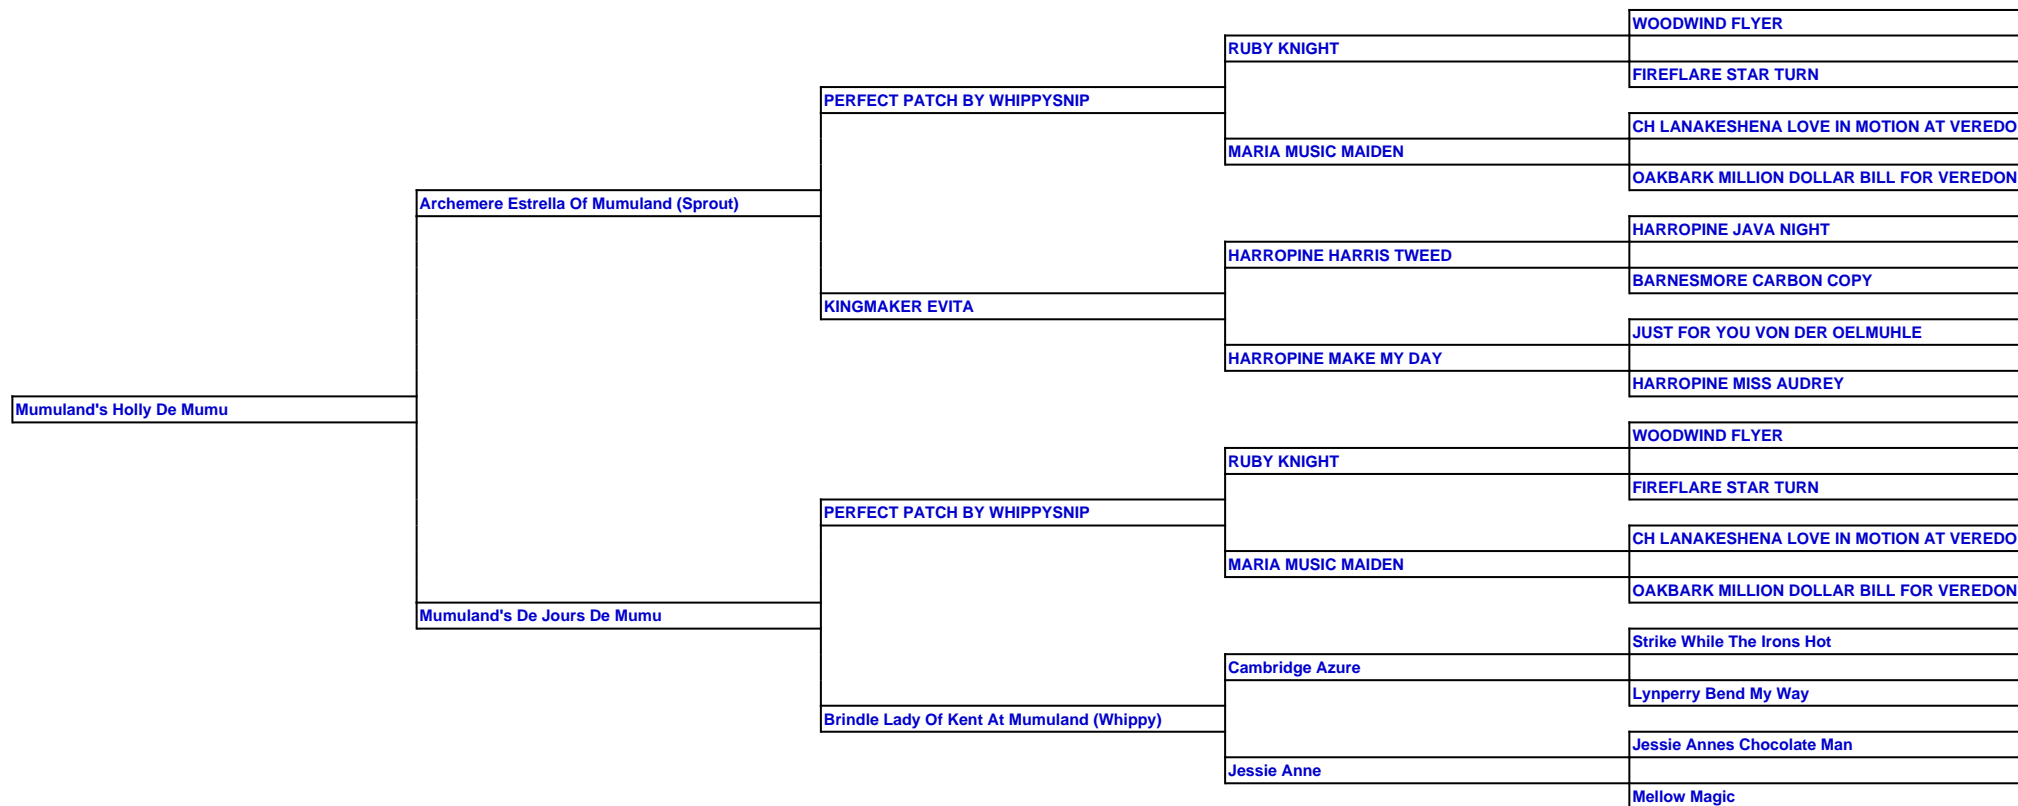 WOODWIND FLYER
RUBY KNIGHT
FIREFLARE STAR TURN
PERFECT PATCH BY WHIPPYSNIP
CH LANAKESHENA LOVE IN MOTION AT VEREDO
MARIA MUSIC MAIDEN
OAKBARK MILLION DOLLAR BILL FOR VEREDON
Archemere Estrella Of Mumuland (Sprout)
HARROPINE JAVA NIGHT
HARROPINE HARRIS TWEED
BARNESMORE CARBON COPY
KINGMAKER EVITA
JUST FOR YOU VON DER OELMUHLE
HARROPINE MAKE MY DAY
HARROPINE MISS AUDREY
Mumuland's Holly De Mumu
WOODWIND FLYER
RUBY KNIGHT
FIREFLARE STAR TURN
PERFECT PATCH BY WHIPPYSNIP
CH LANAKESHENA LOVE IN MOTION AT VEREDO
MARIA MUSIC MAIDEN
OAKBARK MILLION DOLLAR BILL FOR VEREDON
Mumuland's De Jours De Mumu
Strike While The Irons Hot
Cambridge Azure
Lynperry Bend My Way
Brindle Lady Of Kent At Mumuland (Whippy)
Jessie Annes Chocolate Man
Jessie Anne
Mellow Magic